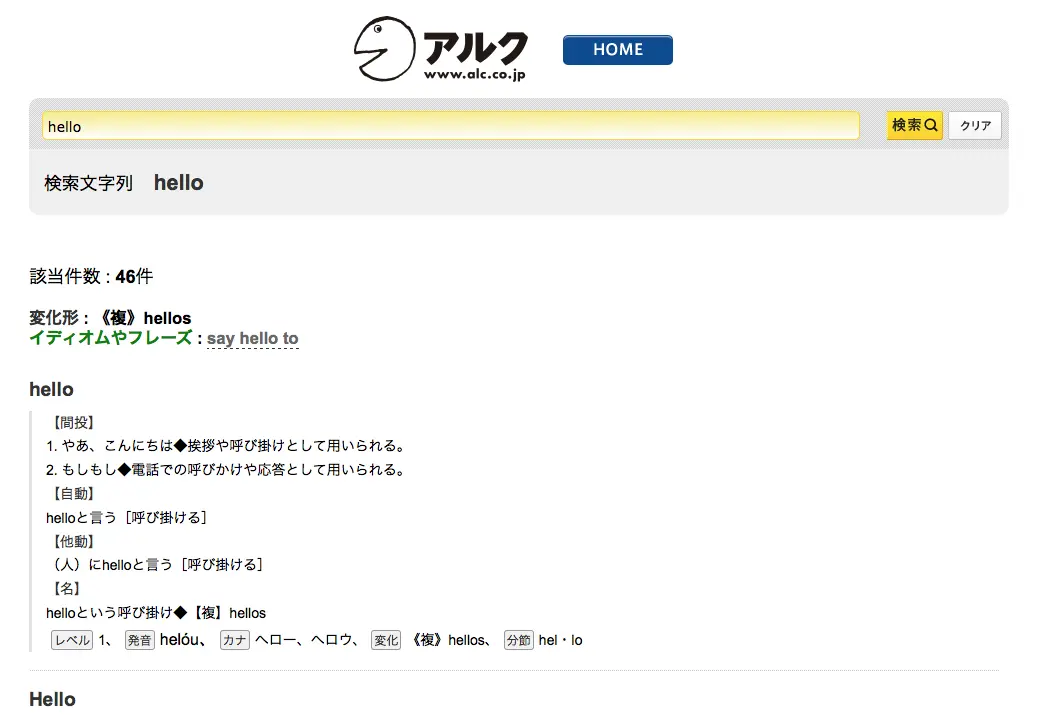 アルク
www.alc.co.jp
HOME
hello
検索
クリア
検索文字列 hello
該当件数 : 46件
変化形 : 《複》hellos
イディオムやフレーズ : say hello to
hello
【間投】
1. やあ、こんにちは◆挨拶や呼び掛けとして用いられる。
2. もしもし◆電話での呼びかけや応答として用いられる。
【自動】
helloと言う［呼び掛ける］
【他動】
（人）にhelloと言う［呼び掛ける］
【名】
helloという呼び掛け◆【複】hellos
レベル 1、 発音 helóu、 カナ ヘロー、ヘロウ、 変化 《複》hellos、 分節 hel・lo
Hello